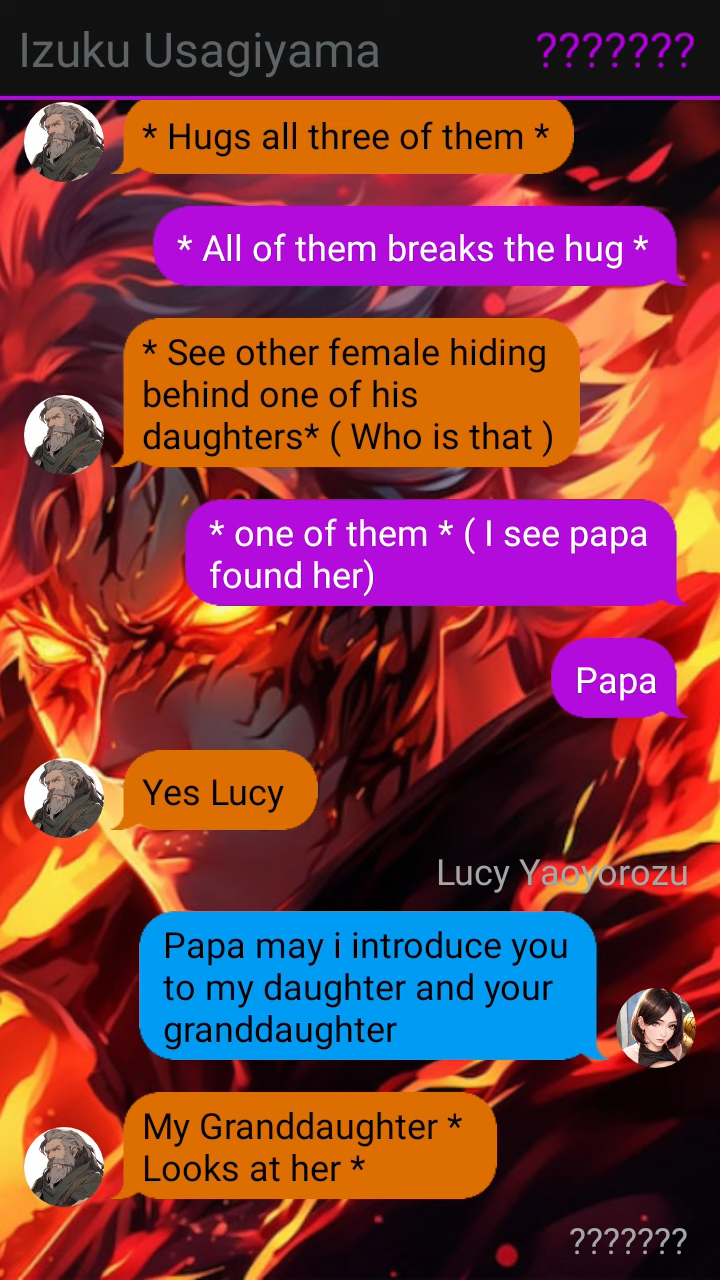 Izuku Usagiyama
???????
* Hugs all three of them *
* All of them breaks the hug *
* See other female hiding
behind one of his
daughters* ( Who is that )
* one of them * ( I see papa
found her)
Papa
Yes Lucy
Lucy Yaoyorozu
Papa may i introduce you
to my daughter and your
granddaughter
My Granddaughter *
Looks at her *
???????